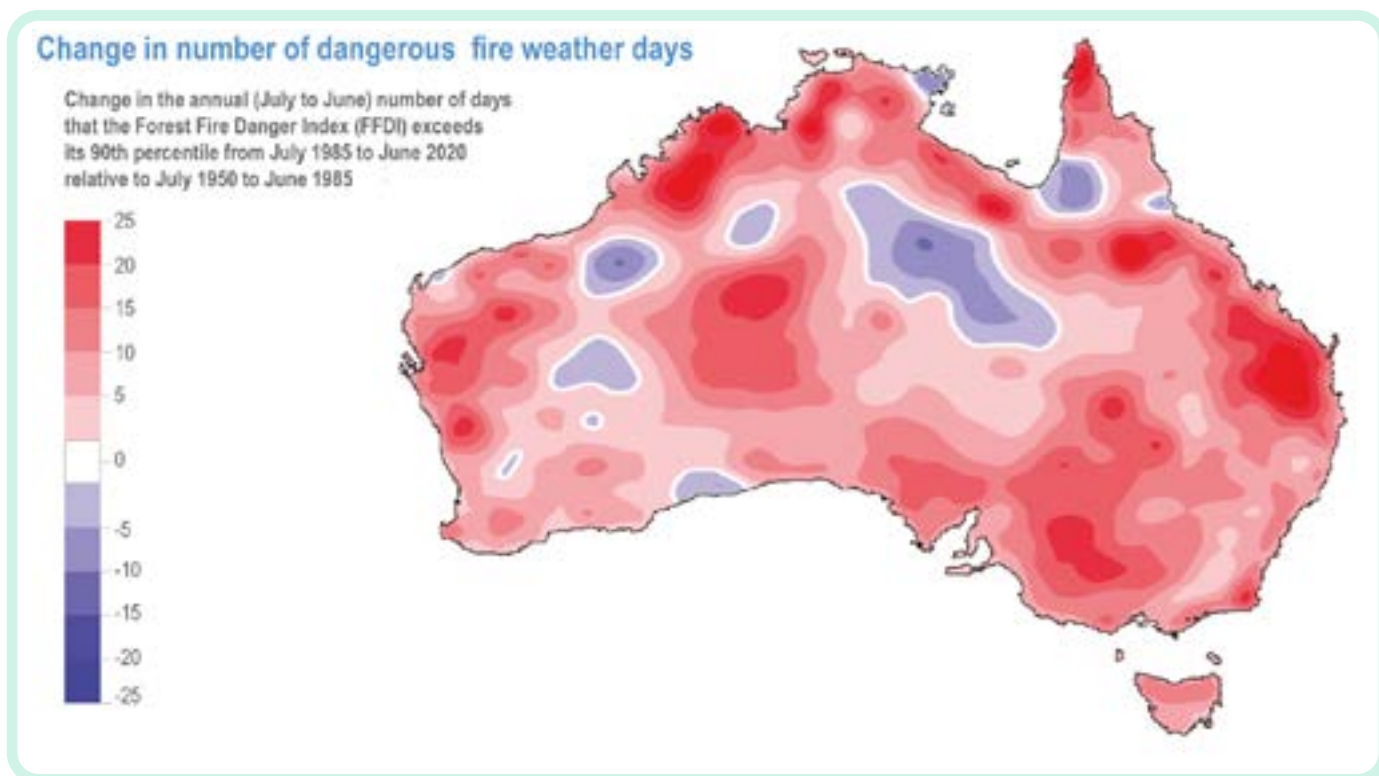 Change in number of dangerous fire weather days
Change in the annual (July to June) number of days
that the Forest Fire Danger Index (FFDI) exceeds
its 90th percentile from July 1985 to June 2020
relative to July 1950 to June 1985
25
20
15
10
5
0
-5
-10
-15
-20
-25